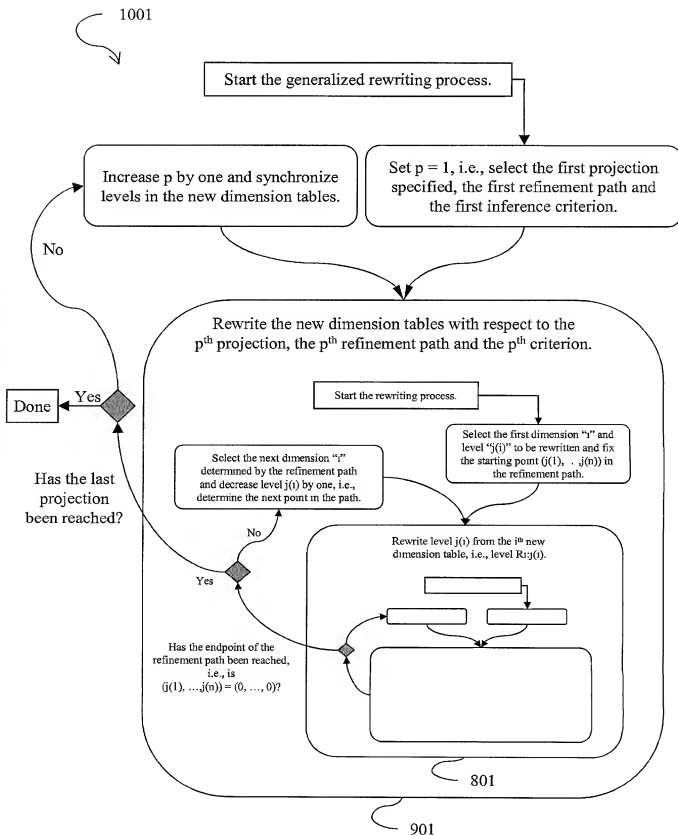 1001
Start the generalized rewriting process.
Increase p by one and synchronize
levels in the new dimension tables.
Set p = 1, i.e., select the first projection
specified, the first refinement path and
the first inference criterion.
No
Rewrite the new dimension tables with respect to the
pth projection, the pth refinement path and the pth criterion.
Done
Yes
Start the rewriting process.
Has the last
projection
been reached?
Select the next dimension "i"
determined by the refinement path
and decrease level j(i) by one, i.e.,
determine the next point in the path.
Select the first dimension "i" and
level "j(i)" to be rewritten and fix
the starting point (j(1), . ,j(n)) in
the refinement path.
No
Rewrite level j(i) from the ith new
dimension table, i.e., level Ri:j(i).
Yes
Has the endpoint of the
refinement path been reached,
i.e., is
(j(1), …,j(n)) = (0, …, 0)?
801
901